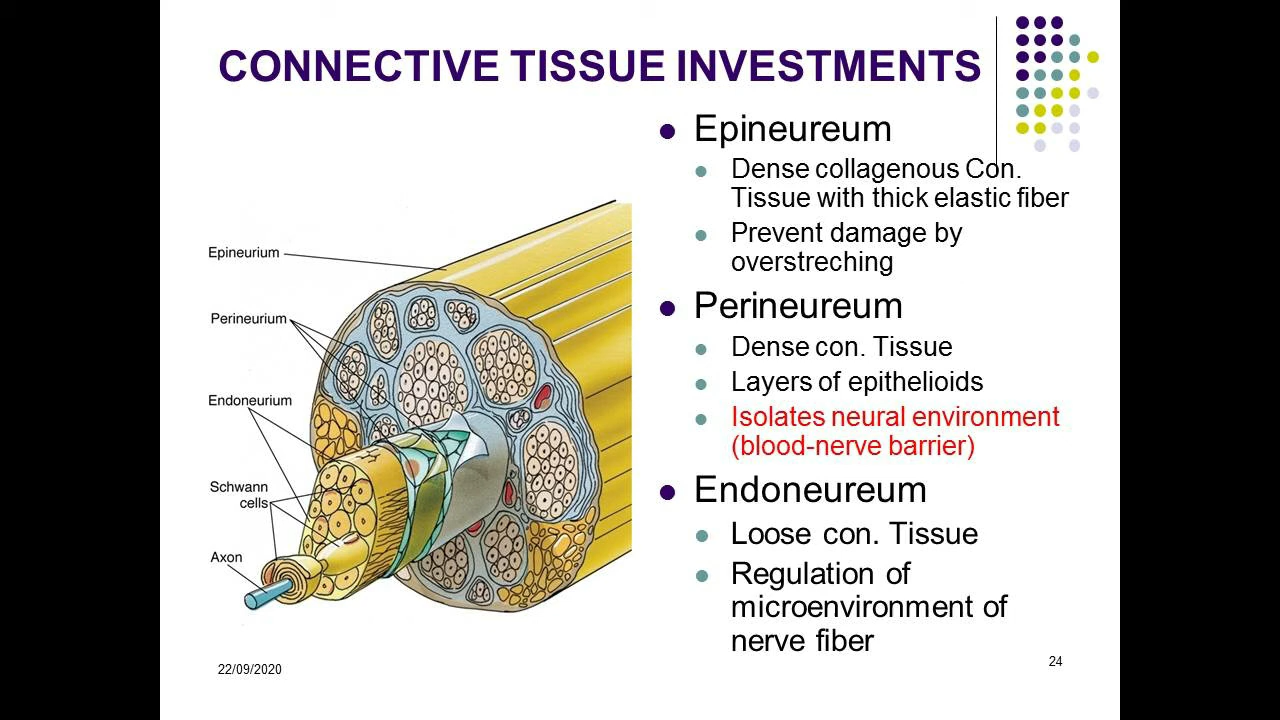 CONNECTIVE TISSUE INVESTMENTS
Epineurium
Perineurium
Endoneurium
Schwann
cells
Axon
Epineureum
Dense collagenous Con.
Tissue with thick elastic fiber
Prevent damage by
overstreching
Perineureum
Dense con. Tissue
Layers of epithelioids
Isolates neural environment
(blood-nerve barrier)
Endoneureum
Loose con. Tissue
Regulation of
microenvironment of
nerve fiber
22/09/2020
24